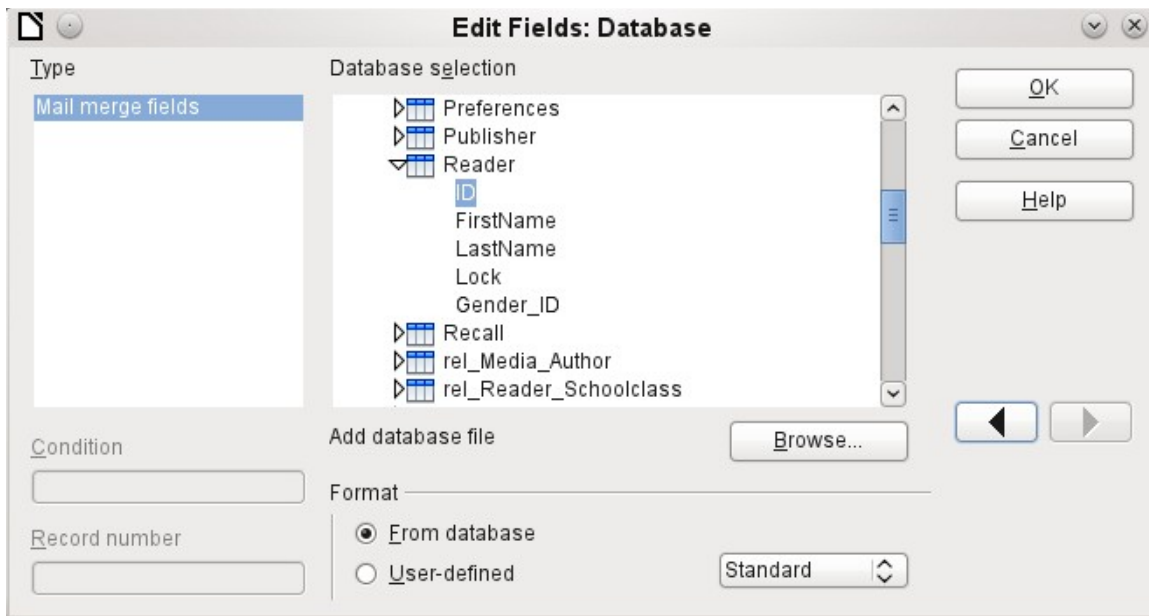 Edit Fields: Database
Type
Database selection
Mail merge fields
Preferences
Publisher
Reader
ID
FirstName
LastName
Lock
Gender_ID
Recall
rel_Media_Author
rel_Reader_Schoolclass
OK
Cancel
Help
Condition
Add database file
Browse...
Record number
Format
From database
User-defined
Standard